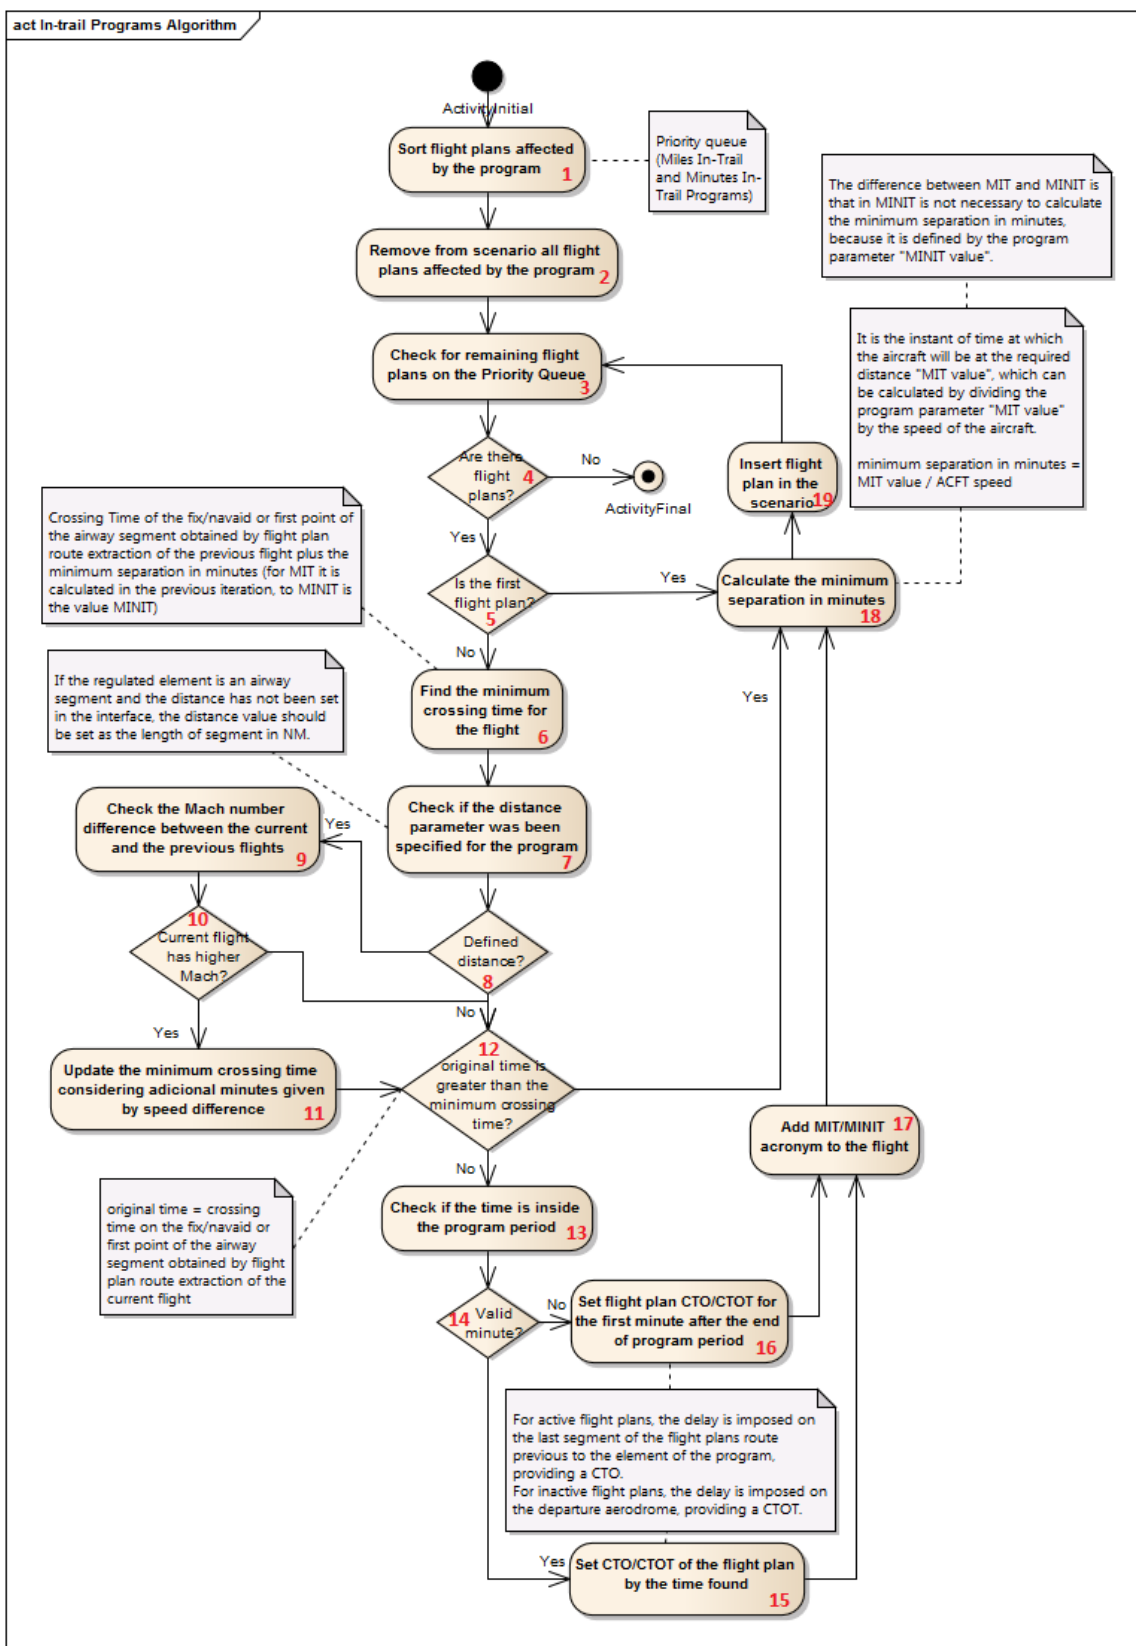 act In-trail Programs Algorithm
ActivityInitial
Sort flight plans affected
by the program
1
Priority queue
(Miles In-Trail
and Minutes In-
Trail Programs)
The difference between MIT and MINIT is
that in MINIT is not necessary to calculate
the minimum separation in minutes,
because it is defined by the program
parameter "MINIT value".
Remove from scenario all flight
plans affected by the program
2
It is the instant of time at which
the aircraft will be at the required
distance "MIT value", which can
be calculated by dividing the
program parameter "MIT value"
by the speed of the aircraft.
minimum separation in minutes =
MIT value / ACFT speed
Check for remaining flight
plans on the Priority Queue
3
Are there
flight
plans?
4
No
ActivityFinal
Insert flight
plan in the
scenario
19
Crossing Time of the fix/navaid or first point of
the airway segment obtained by flight plan
route extraction of the previous flight plus the
minimum separation in minutes (for MIT it is
calculated in the previous iteration, to MINIT is
the value MINIT)
Yes
Is the first
flight plan?
5
Yes
Calculate the minimum
separation in minutes
18
No
If the regulated element is an airway
segment and the distance has not been set
in the interface, the distance value should
be set as the length of segment in NM.
Find the minimum
crossing time for
the flight
6
Yes
Check the Mach number
difference between the current
and the previous flights
9
Yes
Check if the distance
parameter was been
specified for the program
7
10
Current flight
has higher
Mach?
Defined
distance?
8
Yes
No
Update the minimum crossing time
considering adicional minutes given
by speed difference
11
12
original time is
greater than the
minimum crossing
time?
Add MIT/MINIT
acronym to the flight
17
No
original time = crossing
time on the fix/navaid or
first point of the airway
segment obtained by flight
plan route extraction of the
current flight
Check if the time is inside
the program period
13
14
Valid
minute?
No
Set flight plan CTO/CTOT for
the first minute after the end
of program period
16
For active flight plans, the delay is imposed on
the last segment of the flight plans route
previous to the element of the program,
providing a CTO.
For inactive flight plans, the delay is imposed on
the departure aerodrome, providing a CTOT.
Yes
Set CTO/CTOT of the flight plan
by the time found
15